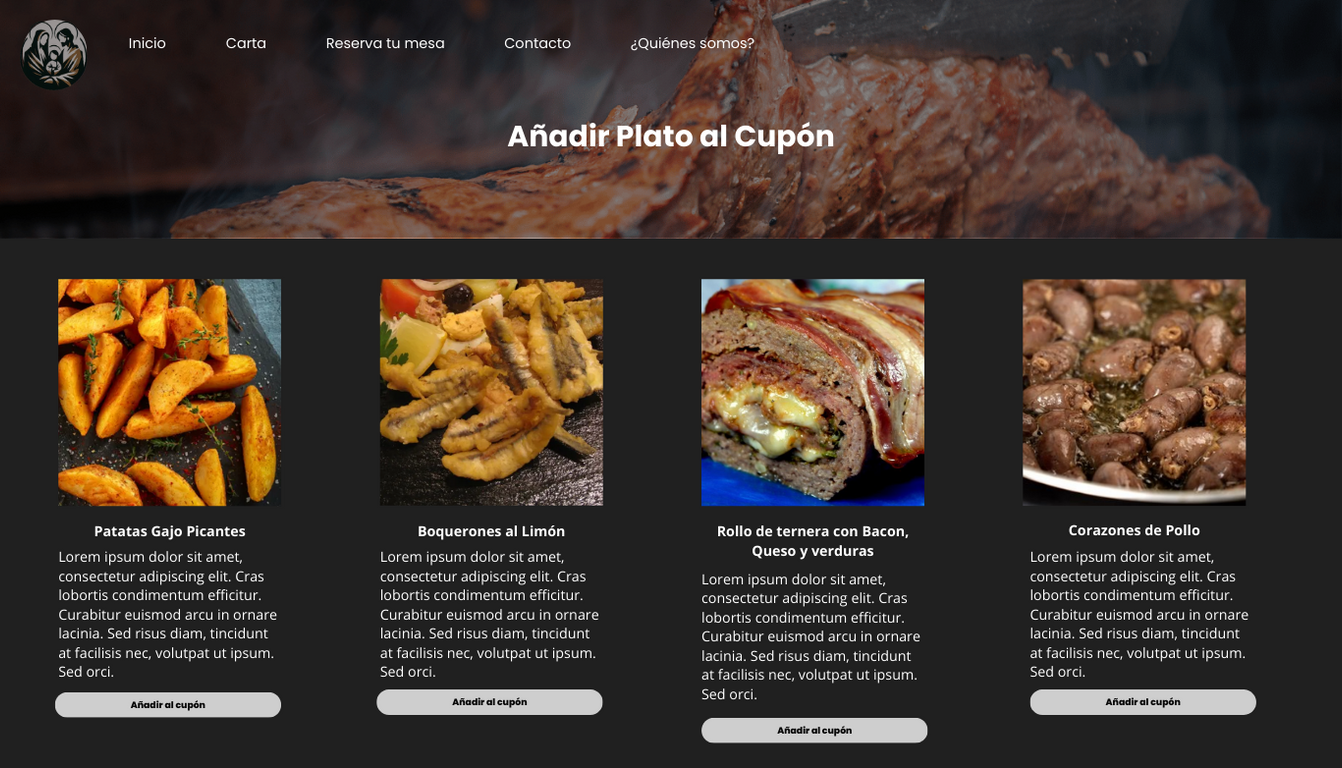 Inicio
Carta
Reserva tu mesa
Contacto
¿Quiénes somos?
Añadir Plato al Cupón
Patatas Gajo Picantes
Lorem ipsum dolor sit amet,
consectetur adipiscing elit. Cras
lobortis condimentum efficitur.
Curabitur euismod arcu in ornare
lacinia. Sed risus diam, tincidunt
at facilisis nec, volutpat ut ipsum.
Sed orci.
Añadir al cupón
Boquerones al Limón
Lorem ipsum dolor sit amet,
consectetur adipiscing elit. Cras
lobortis condimentum efficitur.
Curabitur euismod arcu in ornare
lacinia. Sed risus diam, tincidunt
at facilisis nec, volutpat ut ipsum.
Sed orci.
Añadir al cupón
Rollo de ternera con Bacon,
Queso y verduras
Lorem ipsum dolor sit amet,
consectetur adipiscing elit. Cras
lobortis condimentum efficitur.
Curabitur euismod arcu in ornare
lacinia. Sed risus diam, tincidunt
at facilisis nec, volutpat ut ipsum.
Sed orci.
Añadir al cupón
Corazones de Pollo
Lorem ipsum dolor sit amet,
consectetur adipiscing elit. Cras
lobortis condimentum efficitur.
Curabitur euismod arcu in ornare
lacinia. Sed risus diam, tincidunt
at facilisis nec, volutpat ut ipsum.
Sed orci.
Añadir al cupón